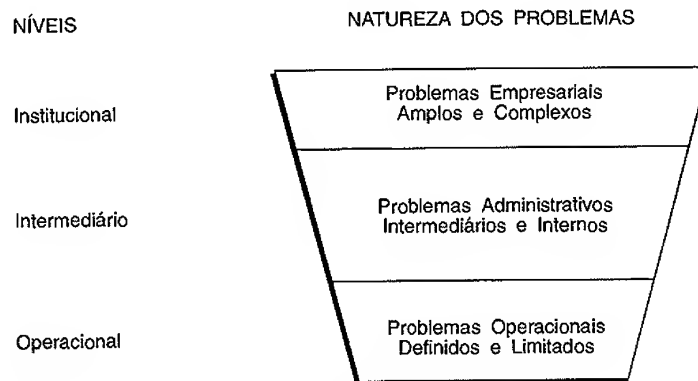 NÍVEIS
NATUREZA DOS PROBLEMAS
Institucional
Problemas Empresariais
Amplos e Complexos
Intermediário
Problemas Administrativos
Intermediários e Internos
Operacional
Problemas Operacionais
Definidos e Limitados